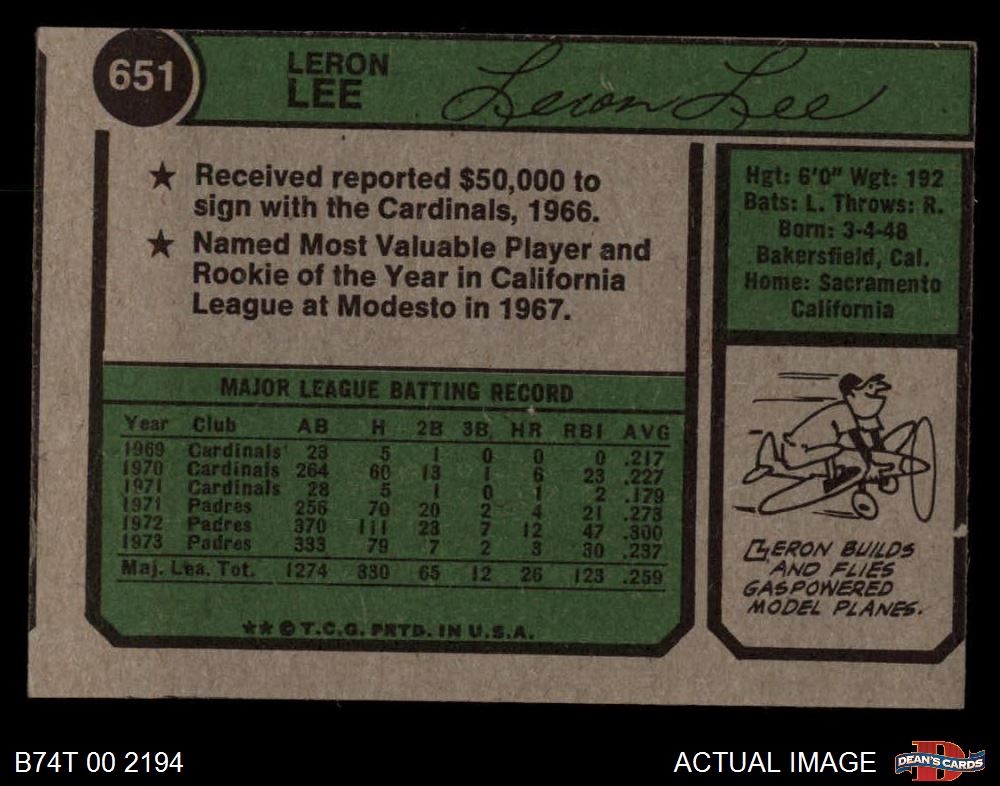 651
LERON
LEE
Leron Lee
★ Received reported $50,000 to
sign with the Cardinals, 1966.
★ Named Most Valuable Player and
Rookie of the Year in California
League at Modesto in 1967.
Hgt: 6'0" Wgt: 192
Bats: L. Throws: R.
Born: 3-4-48
Bakersfield, Cal.
Home: Sacramento
California
MAJOR LEAGUE BATTING RECORD
Year Club AB H 2B 3B HR RBI AVG
1969 Cardinals 23 5 1 0 0 0 .217
1970 Cardinals 264 60 13 1 6 23 .227
1971 Cardinals 28 5 1 0 1 2 .179
1971 Padres 256 70 20 2 4 21 .273
1972 Padres 370 111 23 7 12 47 .300
1973 Padres 333 79 7 2 3 30 .237
Maj. Lea. Tot. 1274 330 65 12 26 123 .259
★★ © T.C.G. PRTD. IN U.S.A.
LERON BUILDS
AND FLIES
GASPOWERED
MODEL PLANES.
B74T 00 2194
ACTUAL IMAGE
D
DEAN'S CARDS